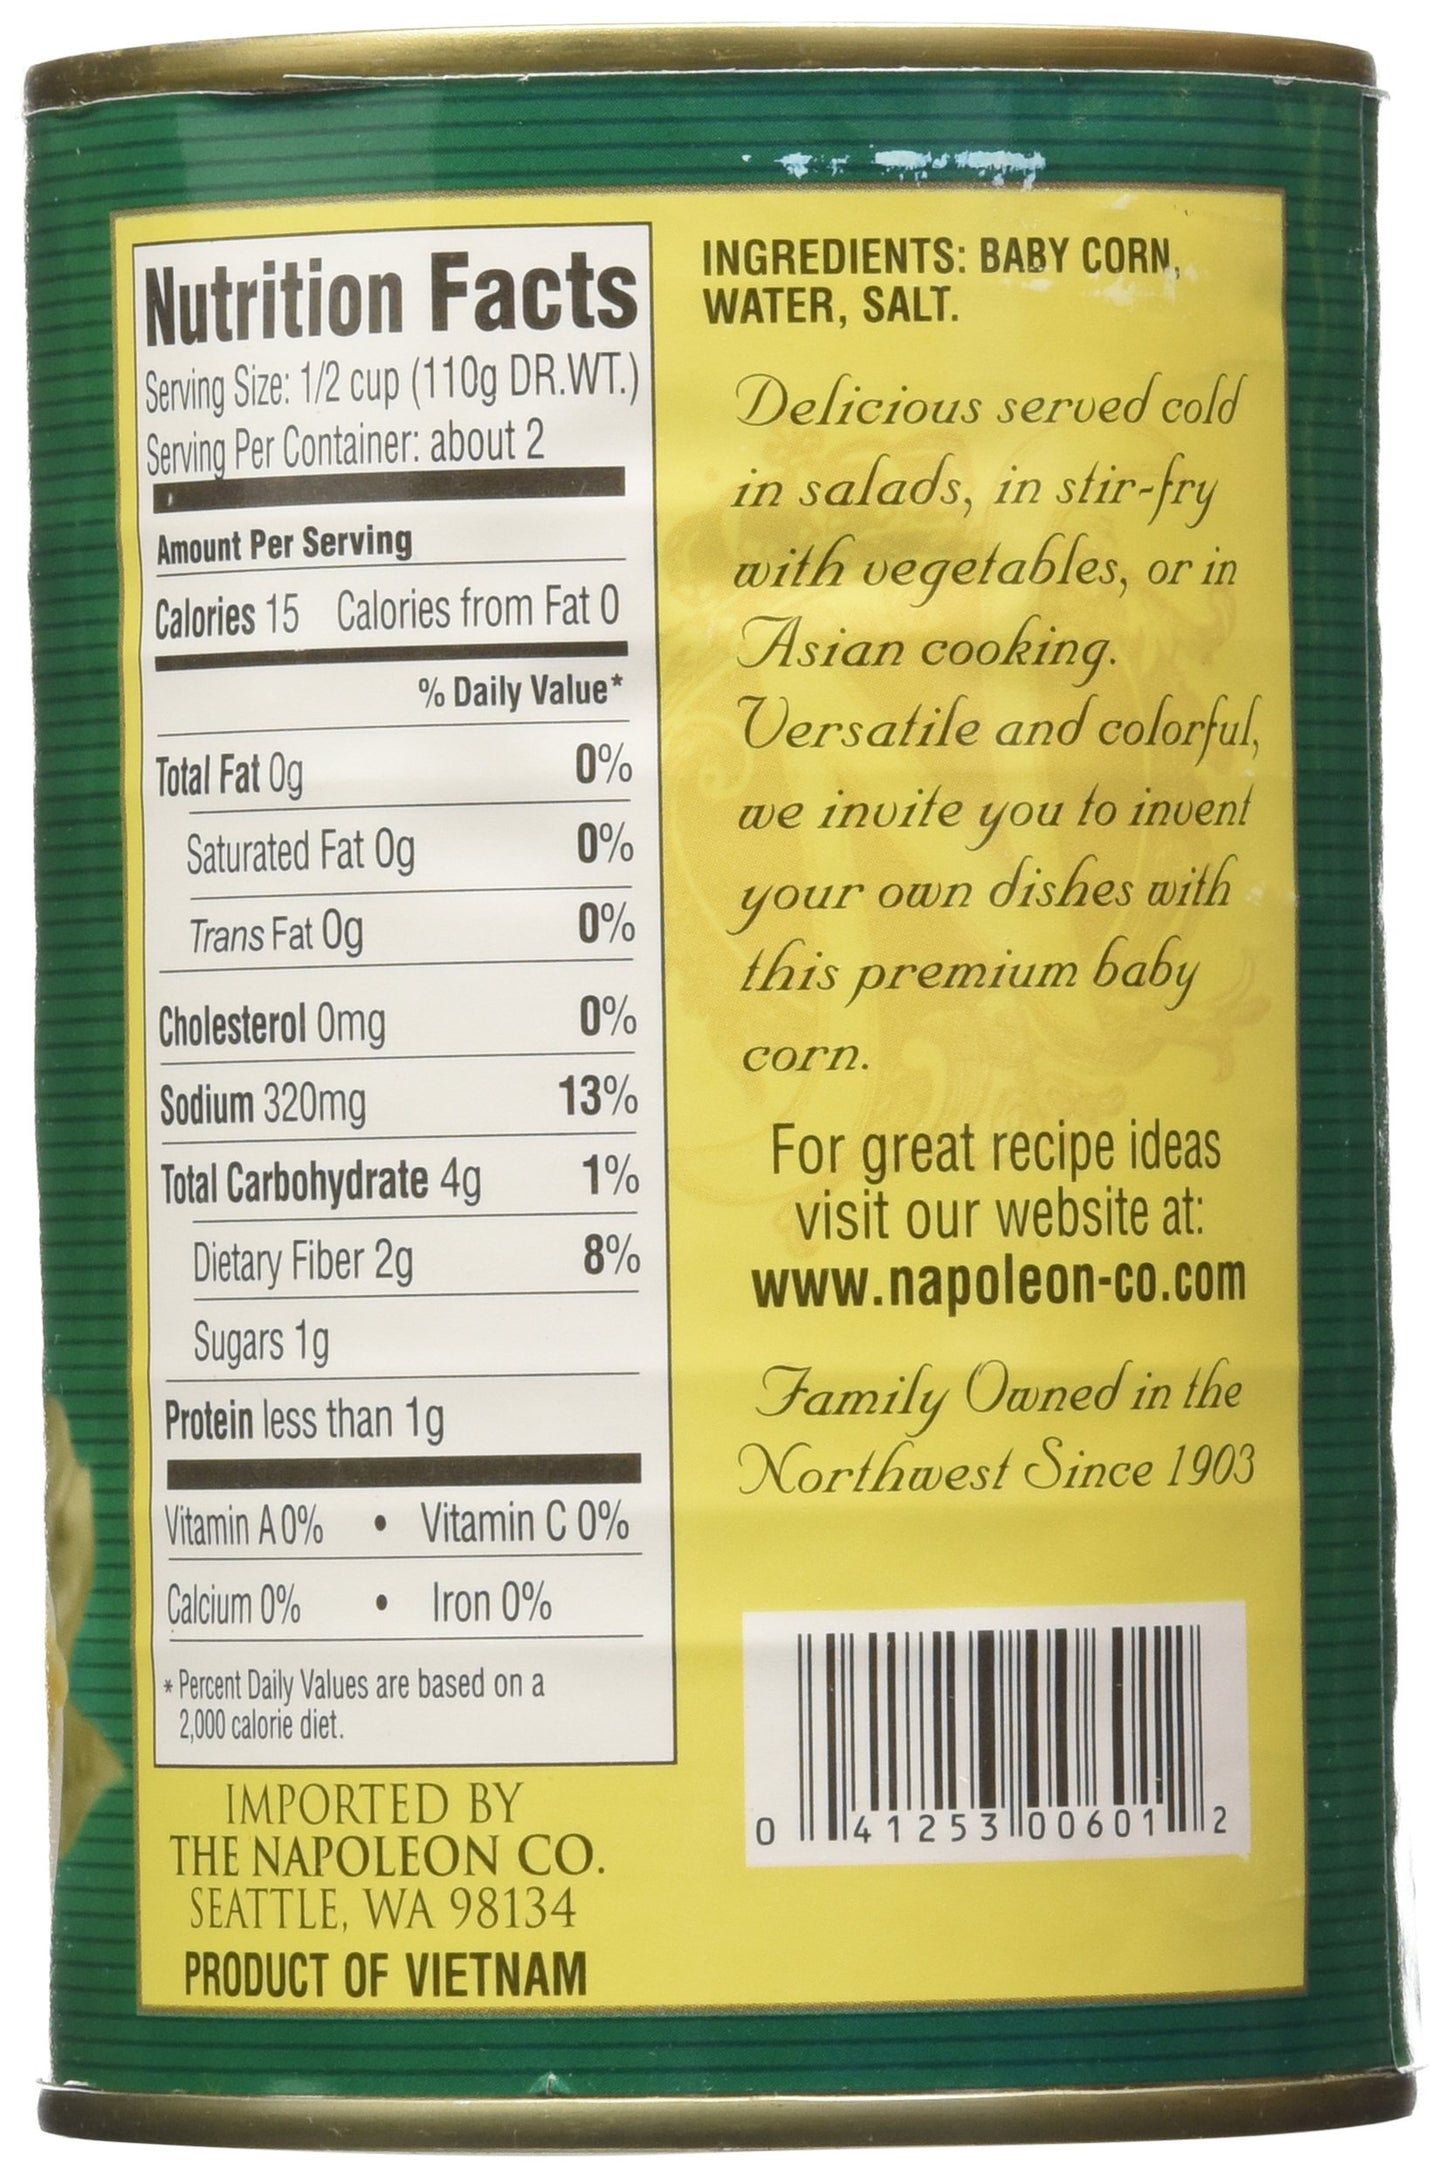 Nutrition Facts
Serving Size: 1/2 cup (110g DR.WT.)
Serving Per Container: about 2
Amount Per Serving
Calories 15 Calories from Fat 0
% Daily Value*
Total Fat 0g 0%
Saturated Fat 0g 0%
Trans Fat 0g 0%
Cholesterol 0mg 0%
Sodium 320mg 13%
Total Carbohydrate 4g 1%
Dietary Fiber 2g 8%
Sugars 1g
Protein less than 1g
Vitamin A 0% • Vitamin C 0%
Calcium 0% • Iron 0%
* Percent Daily Values are based on a
2,000 calorie diet.
IMPORTED BY
THE NAPOLEON CO.
SEATTLE, WA 98134
PRODUCT OF VIETNAM
INGREDIENTS: BABY CORN,
WATER, SALT.
Delicious served cold
in salads, in stir-fry
with vegetables, or in
Asian cooking.
Versatile and colorful,
we invite you to invent
your own dishes with
this premium baby
corn.
For great recipe ideas
visit our website at:
www.napoleon-co.com
Family Owned in the
Northwest Since 1903
0 41253 00601 2